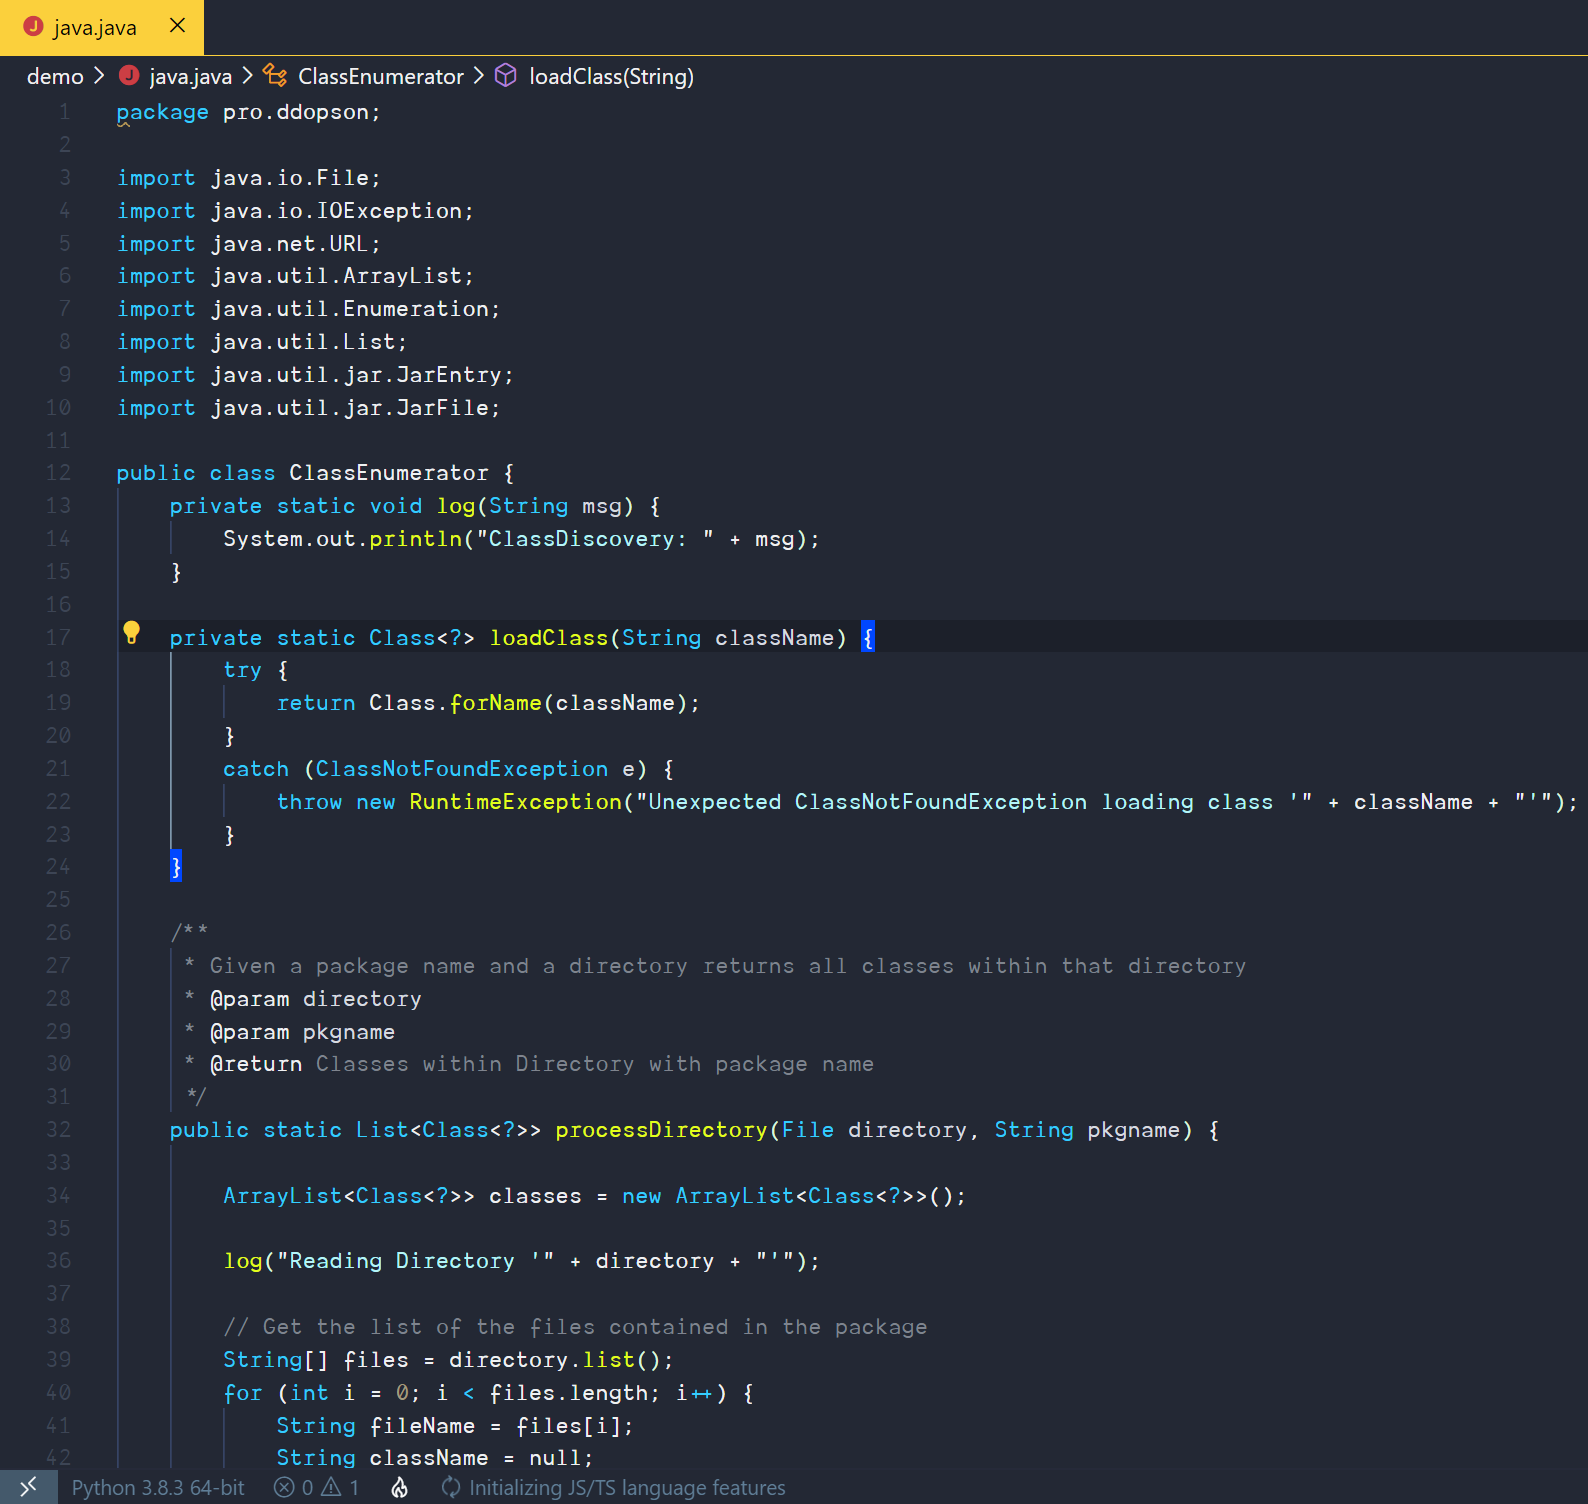 java.java
demo > java.java > ClassEnumerator > loadClass(String)
1 package pro.ddopson;
2
3 import java.io.File;
4 import java.io.IOException;
5 import java.net.URL;
6 import java.util.ArrayList;
7 import java.util.Enumeration;
8 import java.util.List;
9 import java.util.jar.JarEntry;
10 import java.util.jar.JarFile;
11
12 public class ClassEnumerator {
13     private static void log(String msg) {
14         System.out.println("ClassDiscovery: " + msg);
15     }
16
17     private static Class<?> loadClass(String className) {
18         try {
19             return Class.forName(className);
20         }
21         catch (ClassNotFoundException e) {
22             throw new RuntimeException("Unexpected ClassNotFoundException loading class '" + className + "'");
23         }
24     }
25
26     /**
27      * Given a package name and a directory returns all classes within that directory
28      * @param directory
29      * @param pkgname
30      * @return Classes within Directory with package name
31      */
32     public static List<Class<?>> processDirectory(File directory, String pkgname) {
33
34         ArrayList<Class<?>> classes = new ArrayList<Class<?>>();
35
36         log("Reading Directory '" + directory + "'");
37
38         // Get the list of the files contained in the package
39         String[] files = directory.list();
40         for (int i = 0; i < files.length; i++) {
41             String fileName = files[i];
42             String className = null;
Python 3.8.3 64-bit 0 1 Initializing JS/TS language features